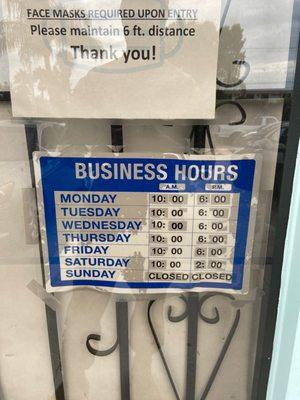 FACE MASKS REQUIRED UPON ENTRY
Please maintain 6 ft. distance
Thank you!
BUSINESS HOURS
A.M. P.M.
MONDAY 10: 00 6: 00
TUESDAY 10: 00 6: 00
WEDNESDAY 10: 00 6: 00
THURSDAY 10: 00 6: 00
FRIDAY 10: 00 6: 00
SATURDAY 10: 00 2: 00
SUNDAY CLOSED CLOSED